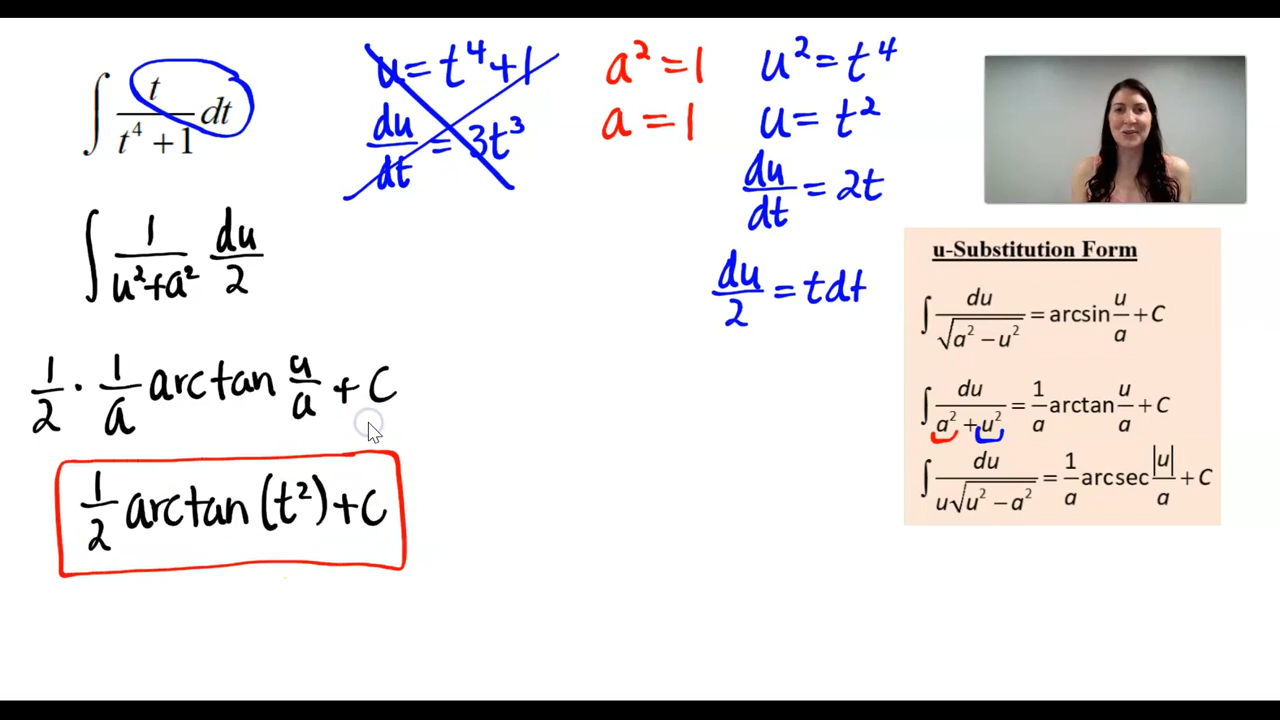 ∫ t/(t⁴ + 1) dt
u = t⁴ + 1
du/dt = 3t³
a² = 1
a = 1
u² = t⁴
u = t²
du/dt = 2t
du/2 = t dt
∫ 1/(u² + a²) du/2
1/2 · 1/a arctan u/a + C
1/2 arctan (t²) + C
u-Substitution Form
∫ du/√(a² − u²) = arcsin u/a + C
∫ du/(a² + u²) = 1/a arctan u/a + C
∫ du/(u√(u² − a²)) = 1/a arcsec |u|/a + C